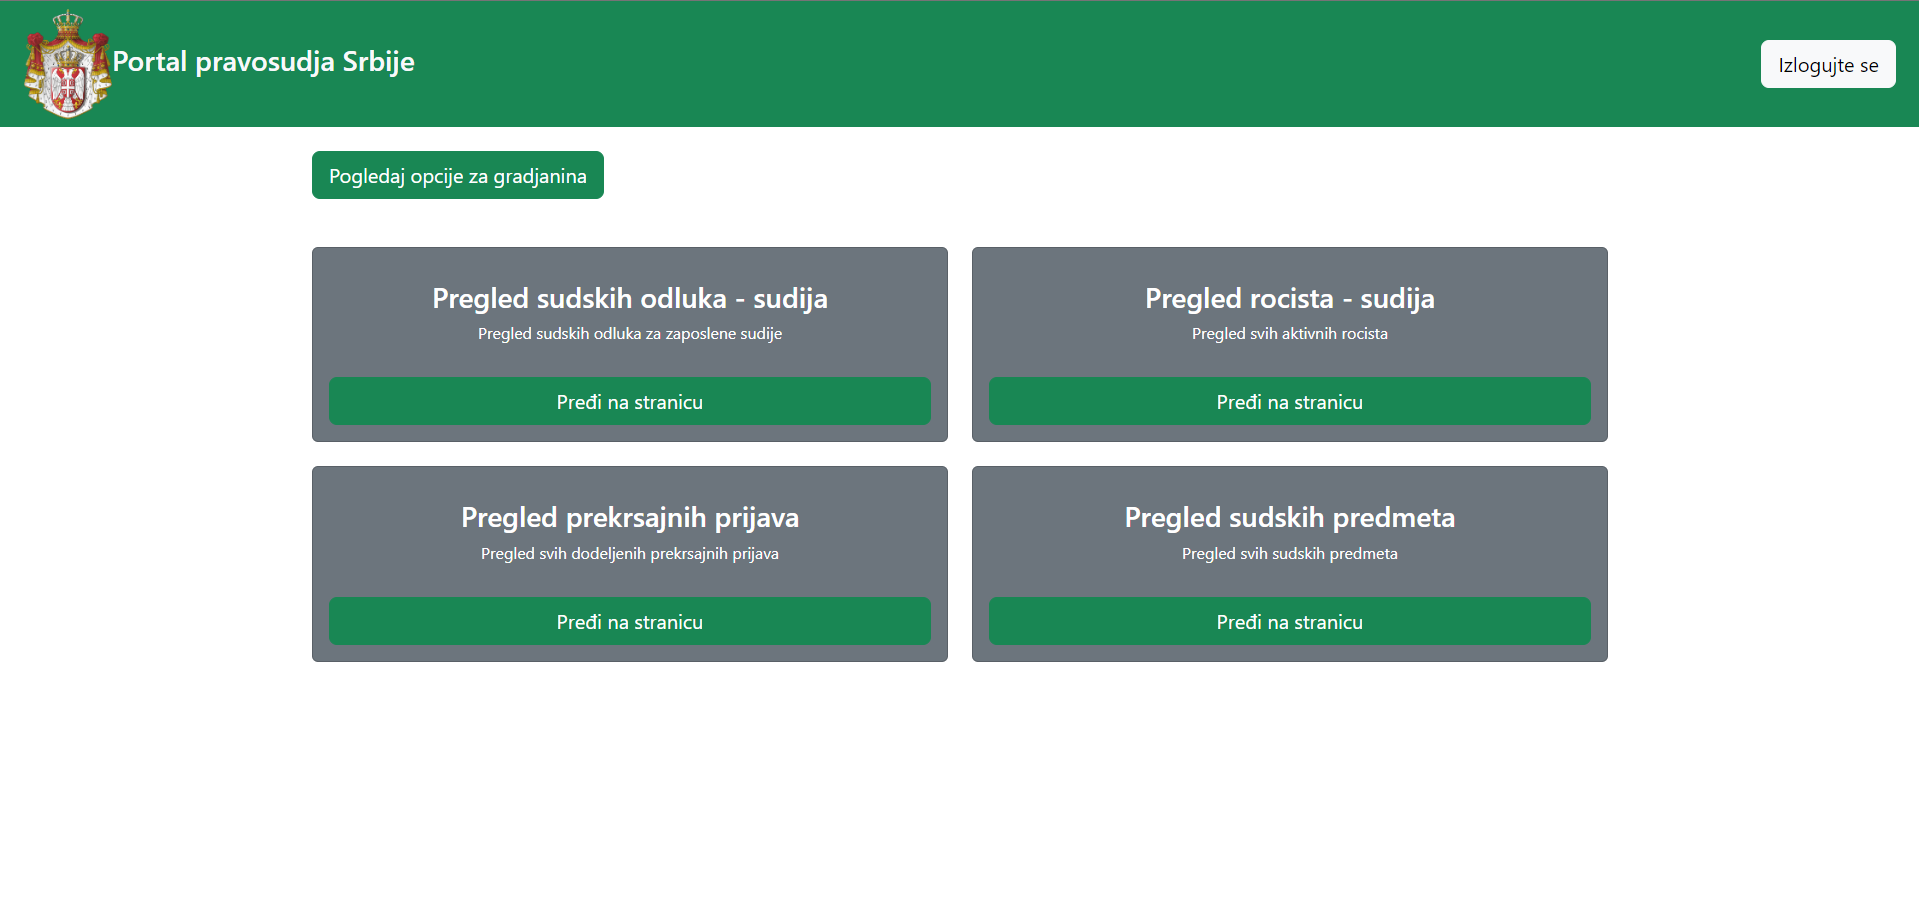 Portal pravosudja Srbije
Izlogujte se
Pogledaj opcije za gradjanina
Pregled sudskih odluka - sudija
Pregled sudskih odluka za zaposlene sudije
Pređi na stranicu
Pregled rocista - sudija
Pregled svih aktivnih rocista
Pređi na stranicu
Pregled prekrsajnih prijava
Pregled svih dodeljenih prekrsajnih prijava
Pređi na stranicu
Pregled sudskih predmeta
Pregled svih sudskih predmeta
Pređi na stranicu